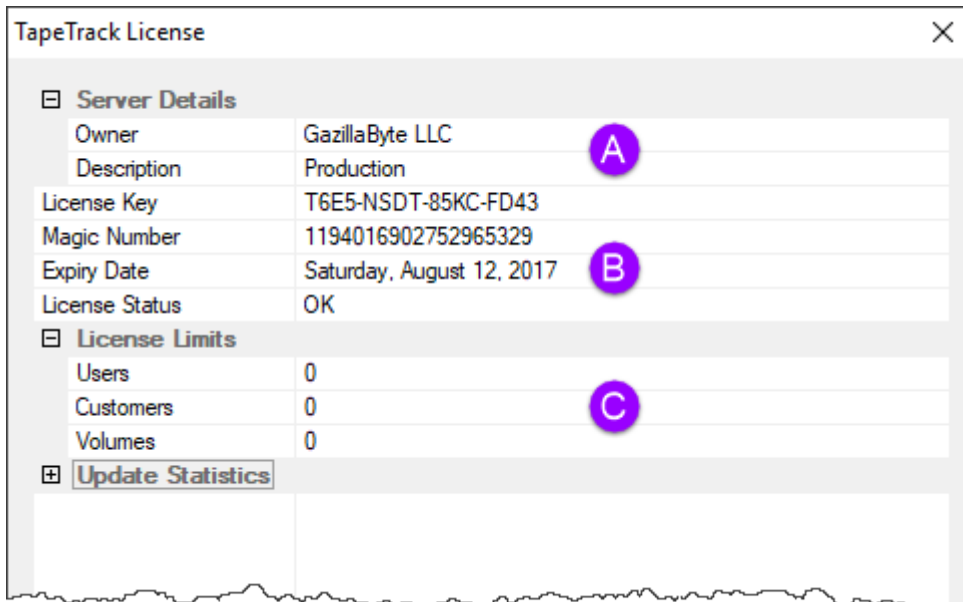 TapeTrack License
Server Details
Owner GazillaByte LLC
A
Description Production
License Key T6E5-NSDT-85KC-FD43
Magic Number 1194016902752965329
Expiry Date Saturday, August 12, 2017
B
License Status OK
License Limits
Users 0
Customers 0
C
Volumes 0
Update Statistics